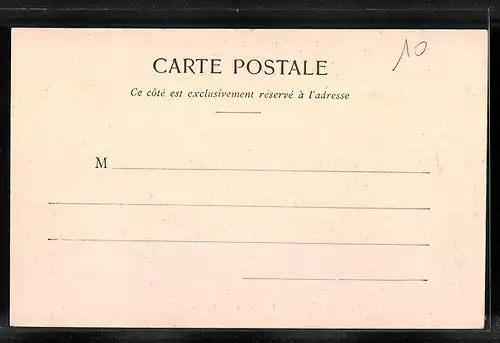 10
CARTE POSTALE
Ce côté est exclusivement réservé à l'adresse
M